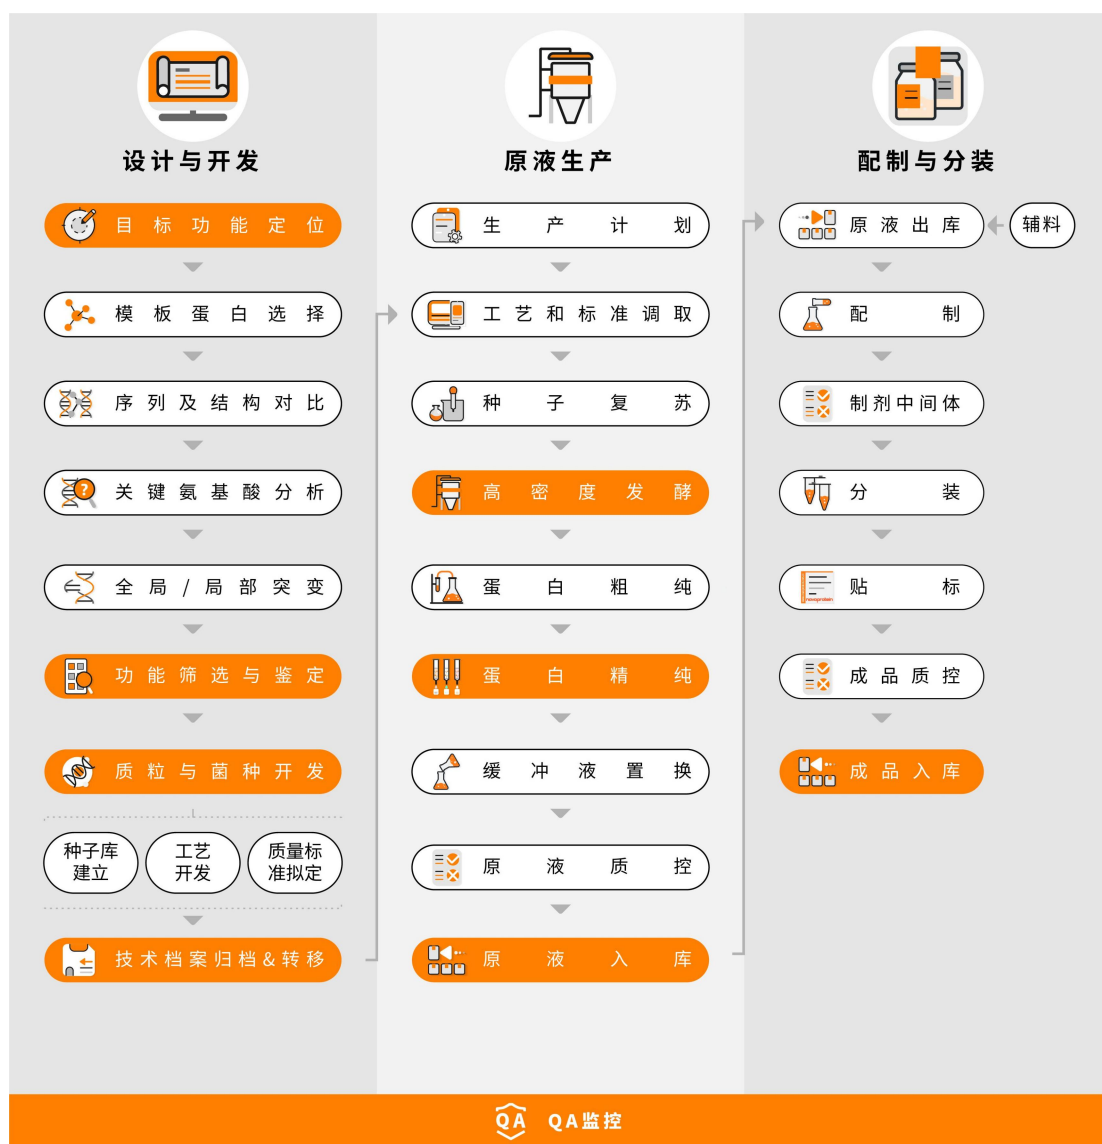 设计与开发
目标功能定位
模板蛋白选择
序列及结构对比
?
关键氨基酸分析
全局/局部突变
功能筛选与鉴定
质粒与菌种开发
种子库
建立
工艺
开发
质量标
准拟定
技术档案归档&转移
原液生产
生产计划
工艺和标准调取
种子复苏
高密度发酵
蛋白粗纯
蛋白精纯
缓冲液置换
原液质控
原液入库
配制与分装
原液出库
辅料
配制
制剂中间体
分装
novoprotein
贴标
成品质控
成品入库
QA QA监控